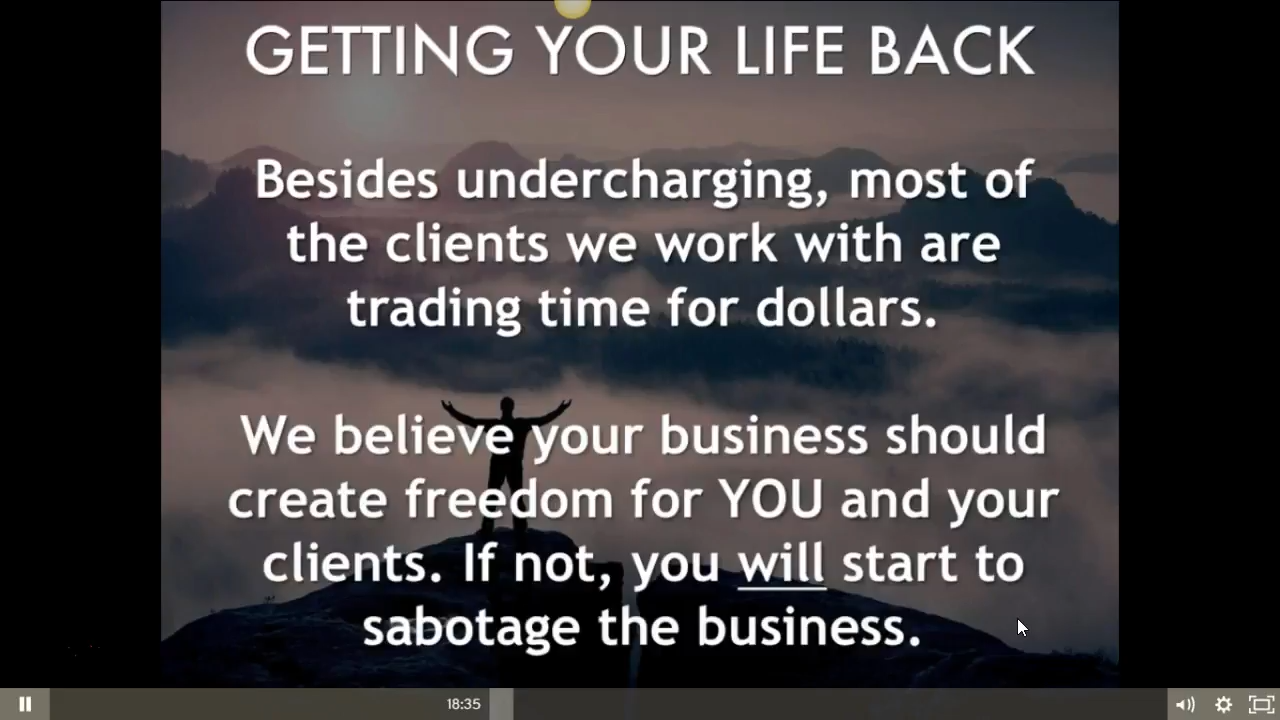 GETTING YOUR LIFE BACK
Besides undercharging, most of
the clients we work with are
trading time for dollars.
We believe your business should
create freedom for YOU and your
clients. If not, you will start to
sabotage the business.
18:35